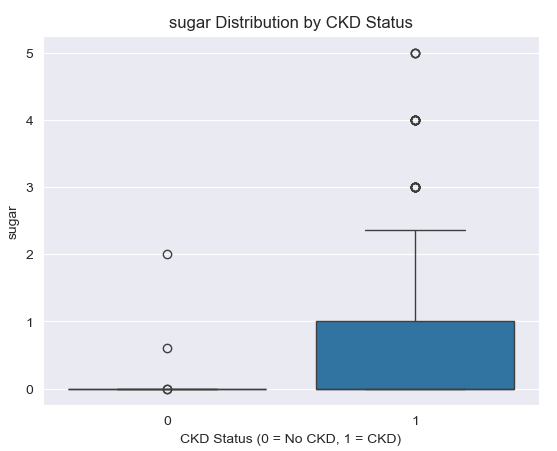 sugar Distribution by CKD Status
5
4
3
2
1
0
sugar
0 1
CKD Status (0 = No CKD, 1 = CKD)